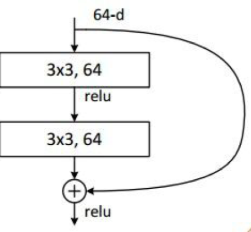 64-d
3x3, 64
relu
3x3, 64
+
relu